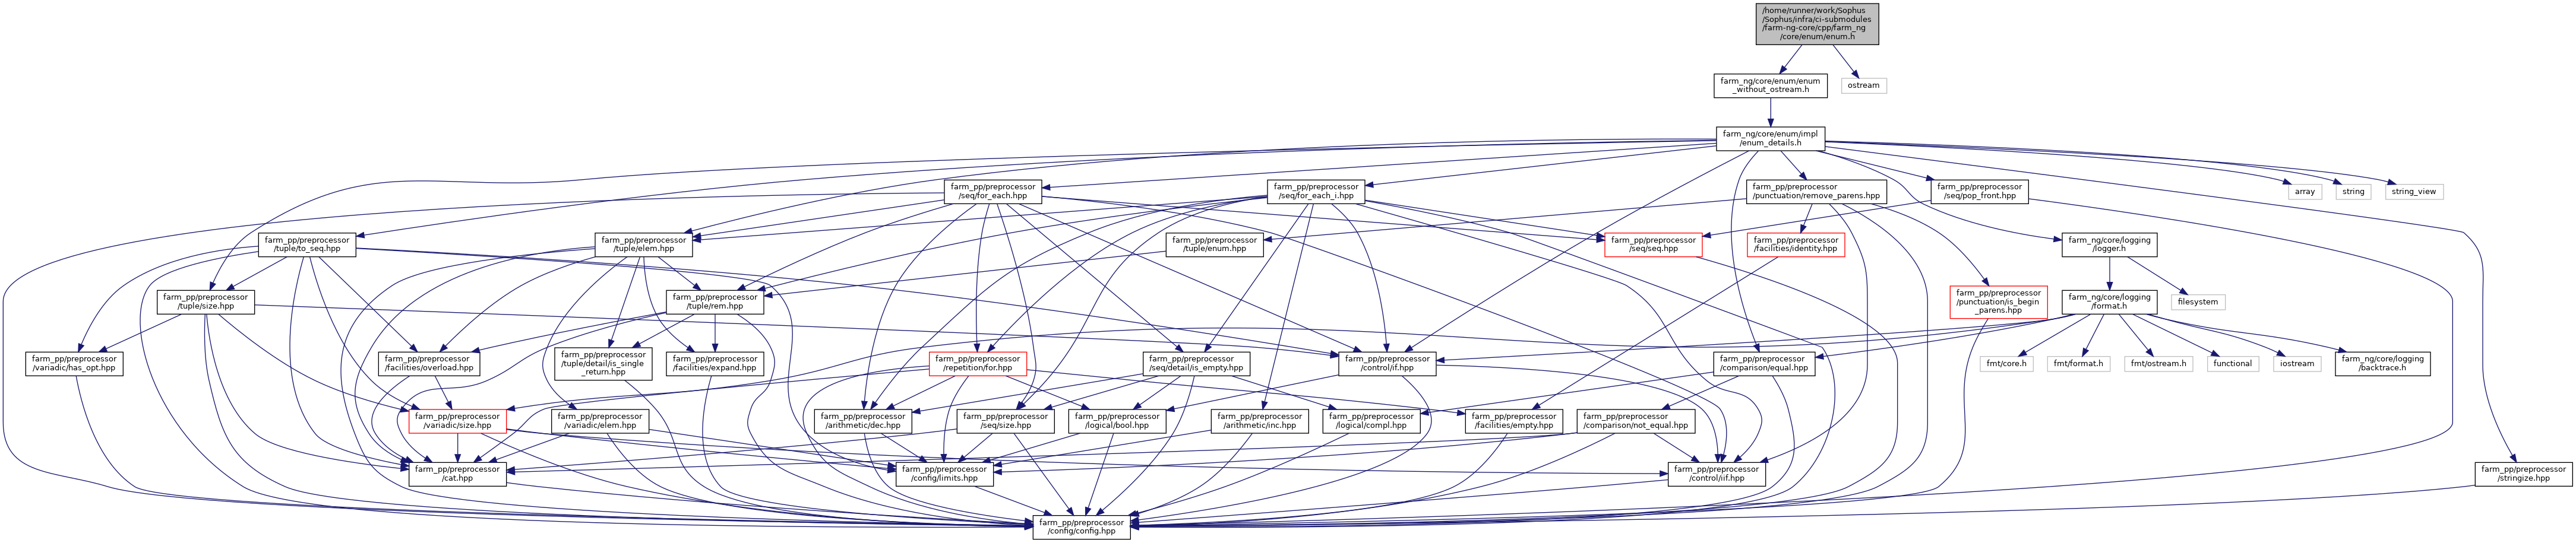 /home/runner/work/Sophus
/Sophus/infra/ci-submodules
/farm-ng-core/cpp/farm_ng
/core/enum/enum.h
farm_ng/core/enum/enum
_without_ostream.h
ostream
farm_ng/core/enum/impl
/enum_details.h
farm_pp/preprocessor
/seq/for_each.hpp
farm_pp/preprocessor
/seq/for_each_i.hpp
farm_pp/preprocessor
/punctuation/remove_parens.hpp
farm_pp/preprocessor
/seq/pop_front.hpp
array
string
string_view
farm_pp/preprocessor
/tuple/to_seq.hpp
farm_pp/preprocessor
/tuple/elem.hpp
farm_pp/preprocessor
/tuple/enum.hpp
farm_pp/preprocessor
/seq/seq.hpp
farm_pp/preprocessor
/facilities/identity.hpp
farm_ng/core/logging
/logger.h
farm_pp/preprocessor
/tuple/size.hpp
farm_pp/preprocessor
/tuple/rem.hpp
farm_pp/preprocessor
/punctuation/is_begin
_parens.hpp
farm_ng/core/logging
/format.h
filesystem
farm_pp/preprocessor
/variadic/has_opt.hpp
farm_pp/preprocessor
/facilities/overload.hpp
farm_pp/preprocessor
/tuple/detail/is_single
_return.hpp
farm_pp/preprocessor
/facilities/expand.hpp
farm_pp/preprocessor
/repetition/for.hpp
farm_pp/preprocessor
/seq/detail/is_empty.hpp
farm_pp/preprocessor
/control/if.hpp
farm_pp/preprocessor
/comparison/equal.hpp
fmt/core.h
fmt/format.h
fmt/ostream.h
functional
iostream
farm_ng/core/logging
/backtrace.h
farm_pp/preprocessor
/variadic/size.hpp
farm_pp/preprocessor
/variadic/elem.hpp
farm_pp/preprocessor
/arithmetic/dec.hpp
farm_pp/preprocessor
/seq/size.hpp
farm_pp/preprocessor
/logical/bool.hpp
farm_pp/preprocessor
/arithmetic/inc.hpp
farm_pp/preprocessor
/logical/compl.hpp
farm_pp/preprocessor
/facilities/empty.hpp
farm_pp/preprocessor
/comparison/not_equal.hpp
farm_pp/preprocessor
/cat.hpp
farm_pp/preprocessor
/config/limits.hpp
farm_pp/preprocessor
/control/iif.hpp
farm_pp/preprocessor
/stringize.hpp
farm_pp/preprocessor
/config/config.hpp